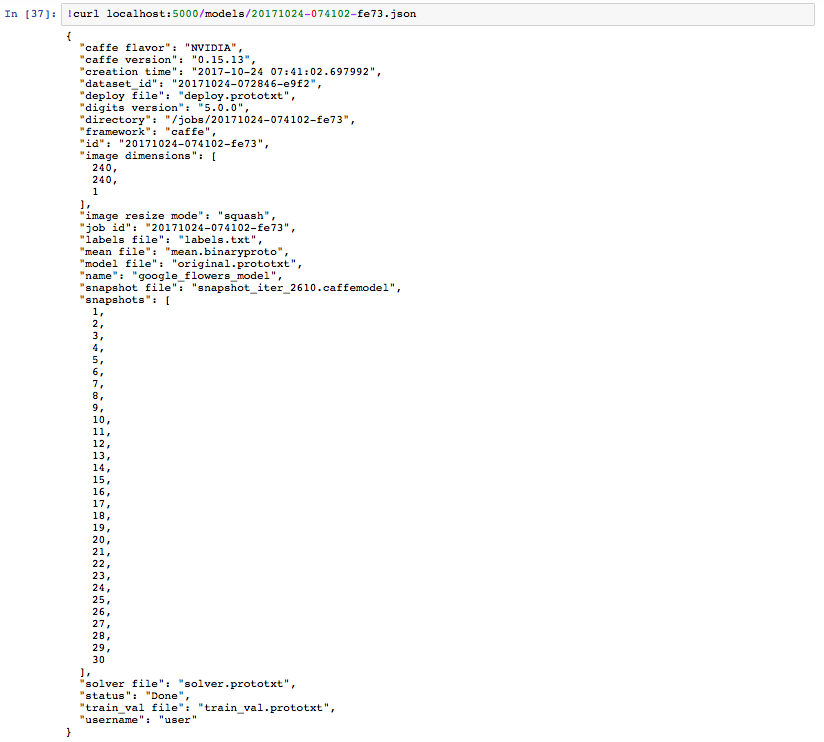 In [37]: !curl localhost:5000/models/20171024-074102-fe73.json
{
"caffe flavor": "NVIDIA",
"caffe version": "0.15.13",
"creation time": "2017-10-24 07:41:02.697992",
"dataset_id": "20171024-072846-e9f2",
"deploy file": "deploy.prototxt",
"digits version": "5.0.0",
"directory": "/jobs/20171024-074102-fe73",
"framework": "caffe",
"id": "20171024-074102-fe73",
"image dimensions": [
240,
240,
1
],
"image resize mode": "squash",
"job id": "20171024-074102-fe73",
"labels file": "labels.txt",
"mean file": "mean.binaryproto",
"model file": "original.prototxt",
"name": "google_flowers_model",
"snapshot file": "snapshot_iter_2610.caffemodel",
"snapshots": [
1,
2,
3,
4,
5,
6,
7,
8,
9,
10,
11,
12,
13,
14,
15,
16,
17,
18,
19,
20,
21,
22,
23,
24,
25,
26,
27,
28,
29,
30
],
"solver file": "solver.prototxt",
"status": "Done",
"train_val file": "train_val.prototxt",
"username": "user"
}